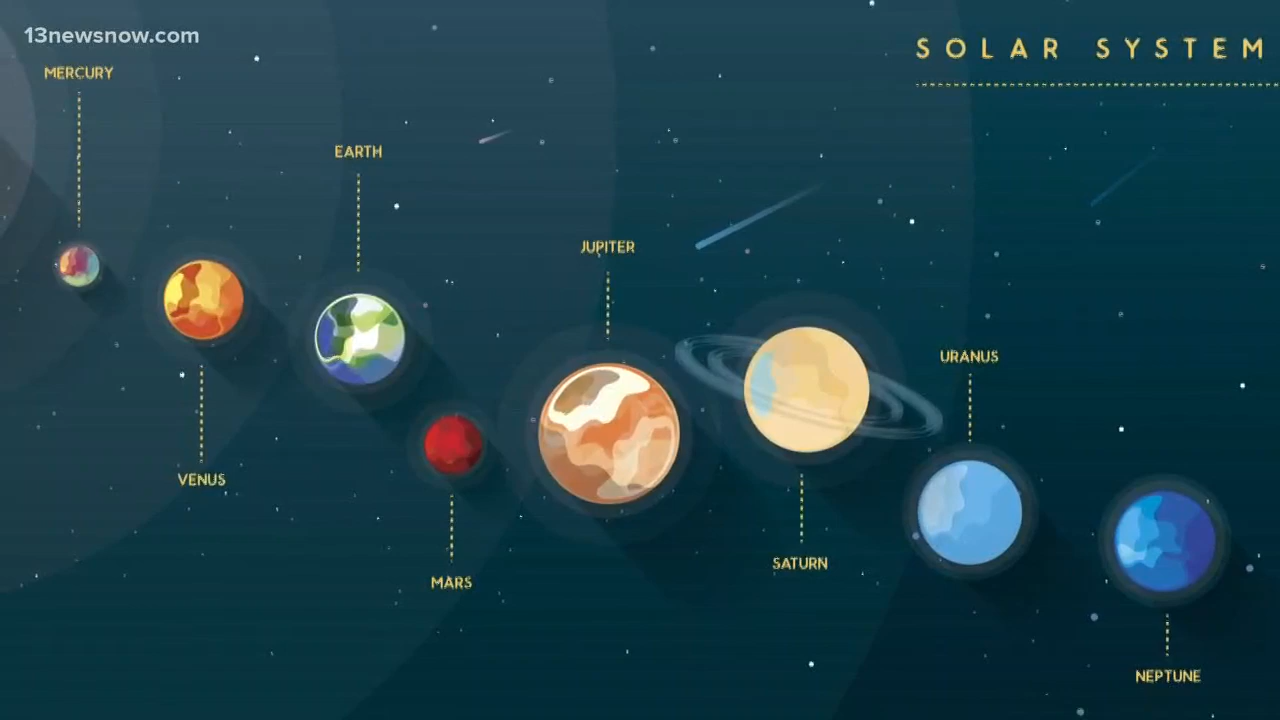 13newsnow.com
SOLAR SYSTEM
MERCURY
EARTH
JUPITER
URANUS
VENUS
SATURN
MARS
NEPTUNE